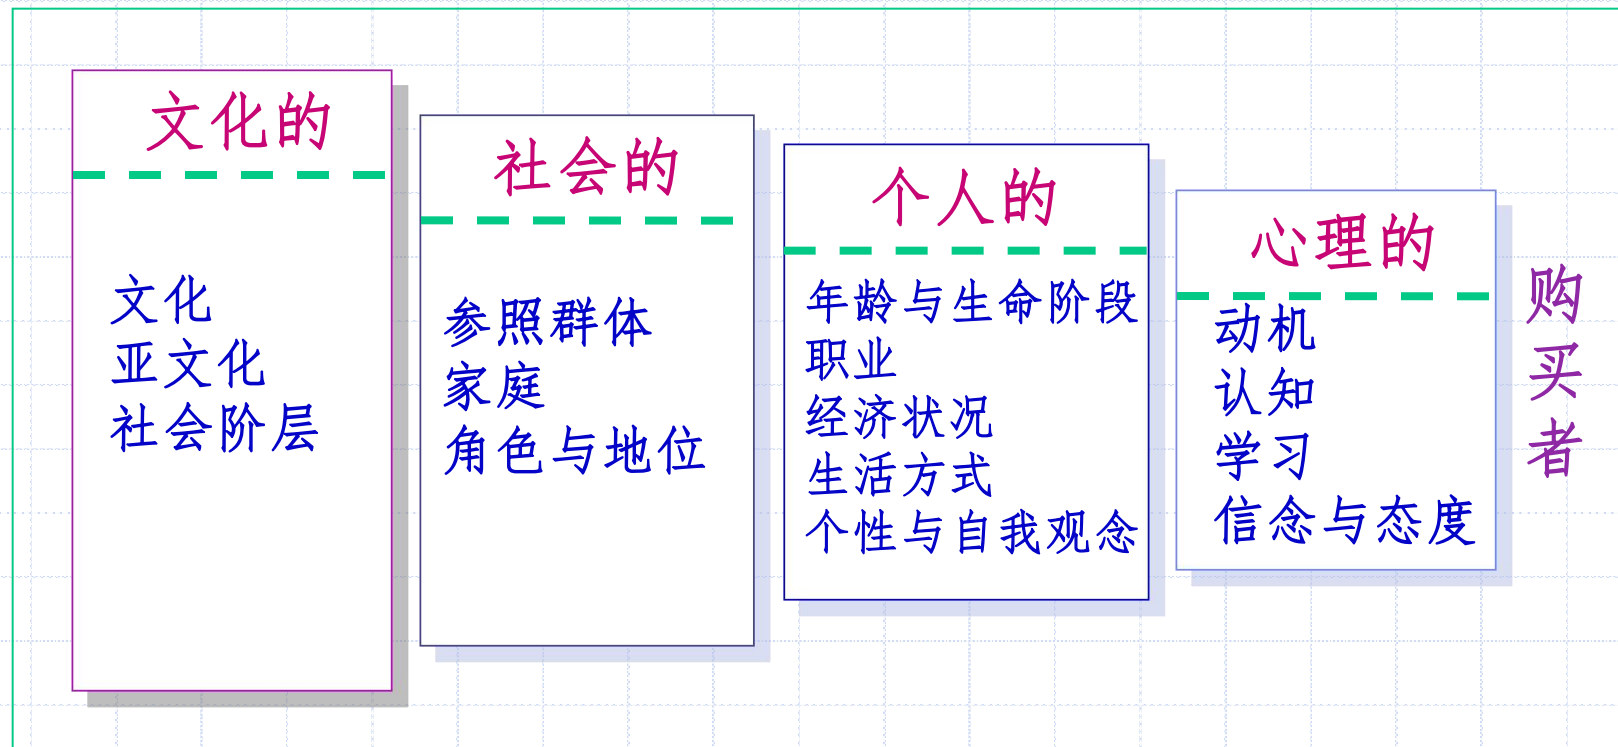 文化的
文化
亚文化
社会阶层
社会的
参照群体
家庭
角色与地位
个人的
年龄与生命阶段
职业
经济状况
生活方式
个性与自我观念
心理的
动机
认知
学习
信念与态度
购买者